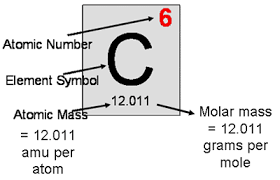 6
Atomic Number
C
Element Symbol
Atomic Mass
12.011
= 12.011
amu per
atom
Molar mass
= 12.011
grams per
mole